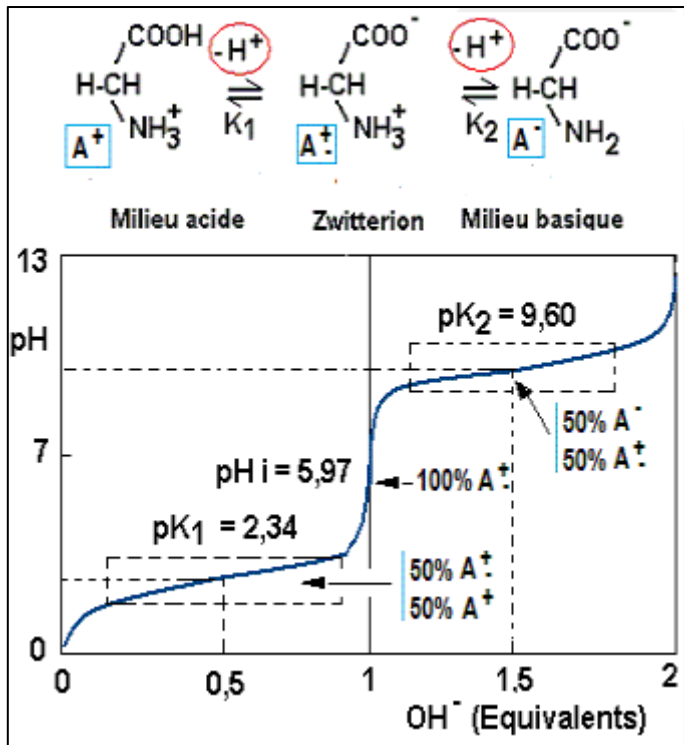 COOH -H⁺ COO⁻ -H⁺ COO⁻
H-CH ⇌ H-CH ⇌ H-CH
A⁺ NH₃⁺ K₁ A± NH₃⁺ K₂ A⁻ NH₂
Milieu acide Zwitterion Milieu basique
13
pH
pK₂ = 9,60
50% A⁻
50% A±
7
pH i = 5,97
100% A±
pK₁ = 2,34
50% A±
50% A⁺
0
0 0,5 1 1,5 2
OH⁻ (Equivalents)